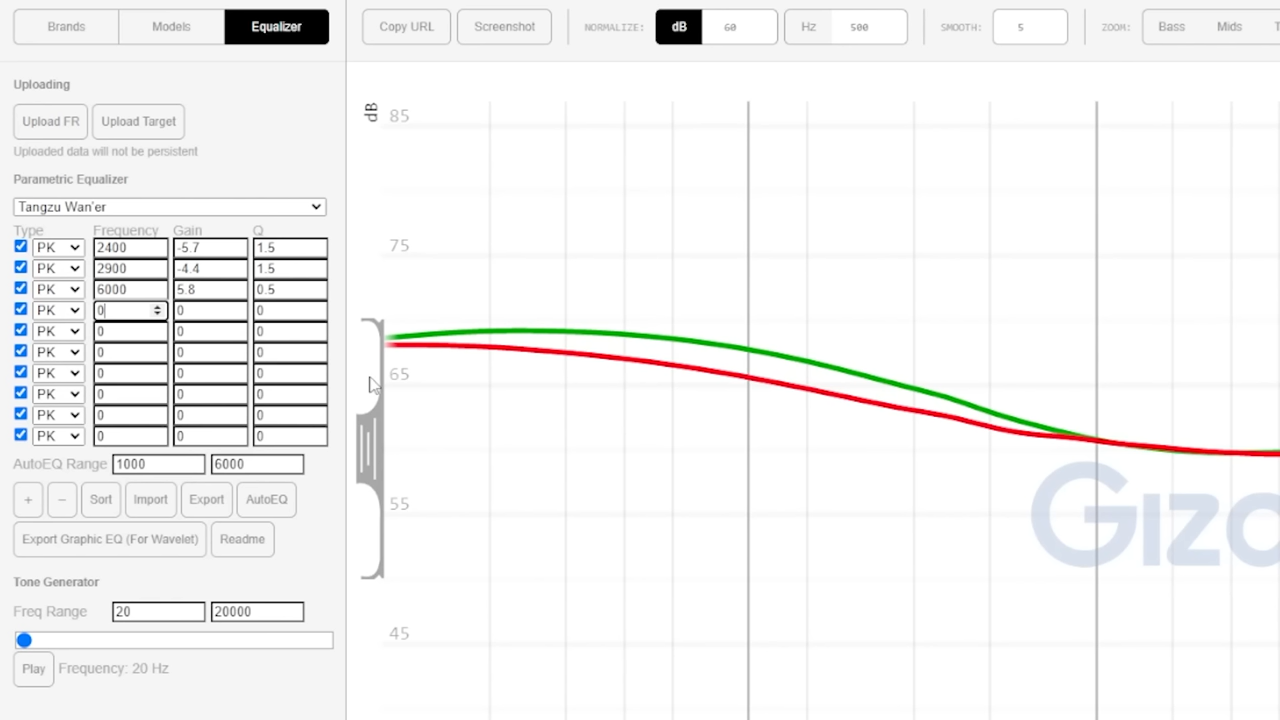 Brands Models Equalizer Copy URL Screenshot NORMALIZE: dB 60 Hz 500 SMOOTH: 5 ZOOM: Bass Mids
Uploading
Upload FR Upload Target
Uploaded data will not be persistent
Parametric Equalizer
Tangzu Wan'er
Type Frequency Gain Q
PK 2400 -5.7 1.5
PK 2900 -4.4 1.5
PK 6000 5.8 0.5
PK 0 0 0
PK 0 0 0
PK 0 0 0
PK 0 0 0
PK 0 0 0
PK 0 0 0
PK 0 0 0
AutoEQ Range 1000 6000
+ − Sort Import Export AutoEQ
Export Graphic EQ (For Wavelet) Readme
Tone Generator
Freq Range 20 20000
Play Frequency: 20 Hz
dB
85
75
65
55
45